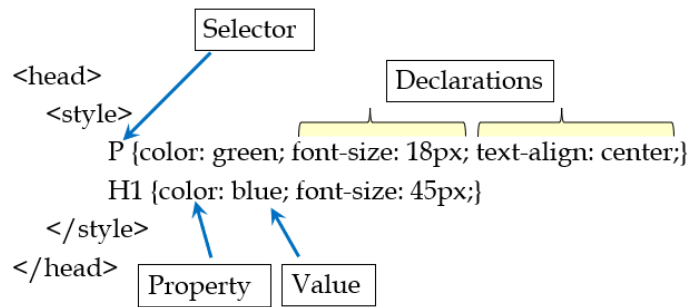 Selector
<head>
Declarations
<style>
P {color: green; font-size: 18px; text-align: center;}
H1 {color: blue; font-size: 45px;}
</style>
</head>
Property
Value